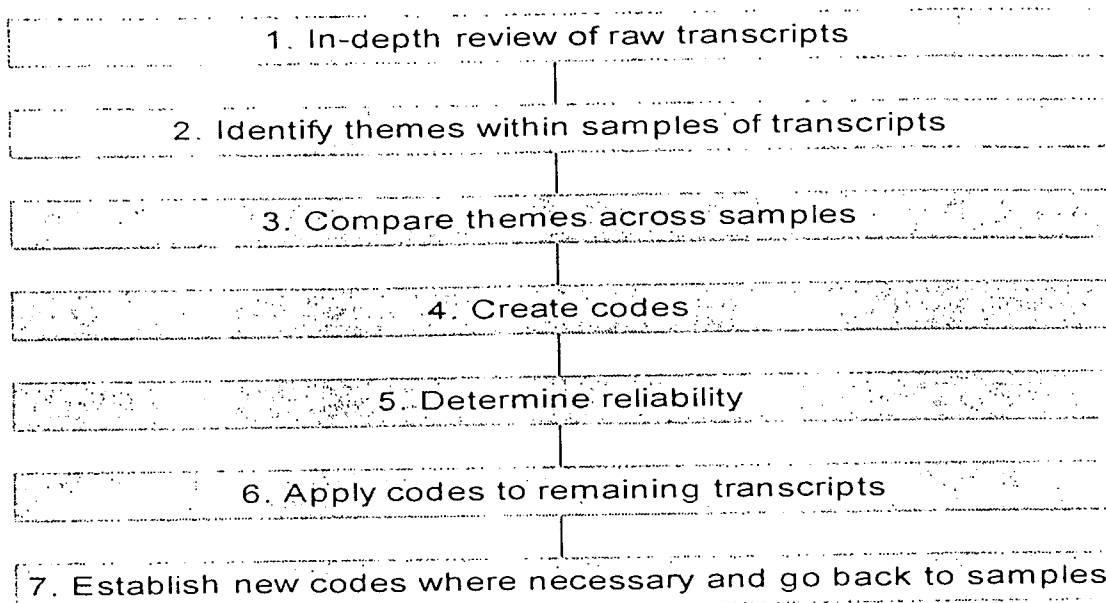 1. In-depth review of raw transcripts
2. Identify themes within samples of transcripts
3. Compare themes across samples
4. Create codes
5. Determine reliability
6. Apply codes to remaining transcripts
7. Establish new codes where necessary and go back to samples